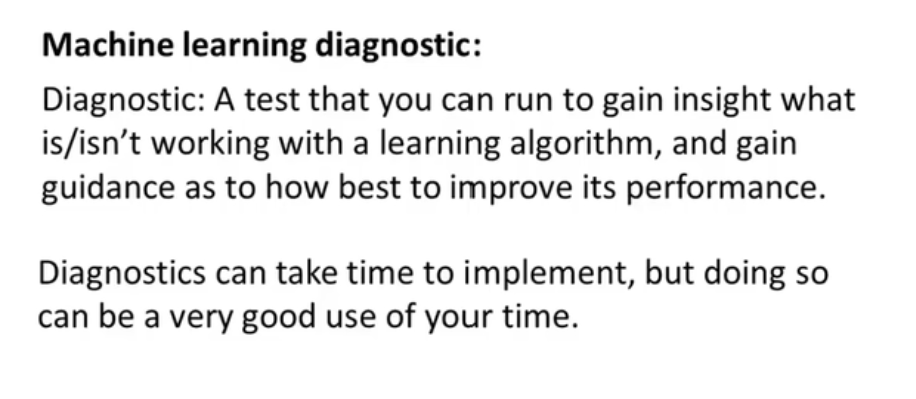 Machine learning diagnostic:
Diagnostic: A test that you can run to gain insight what
is/isn’t working with a learning algorithm, and gain
guidance as to how best to improve its performance.
Diagnostics can take time to implement, but doing so
can be a very good use of your time.